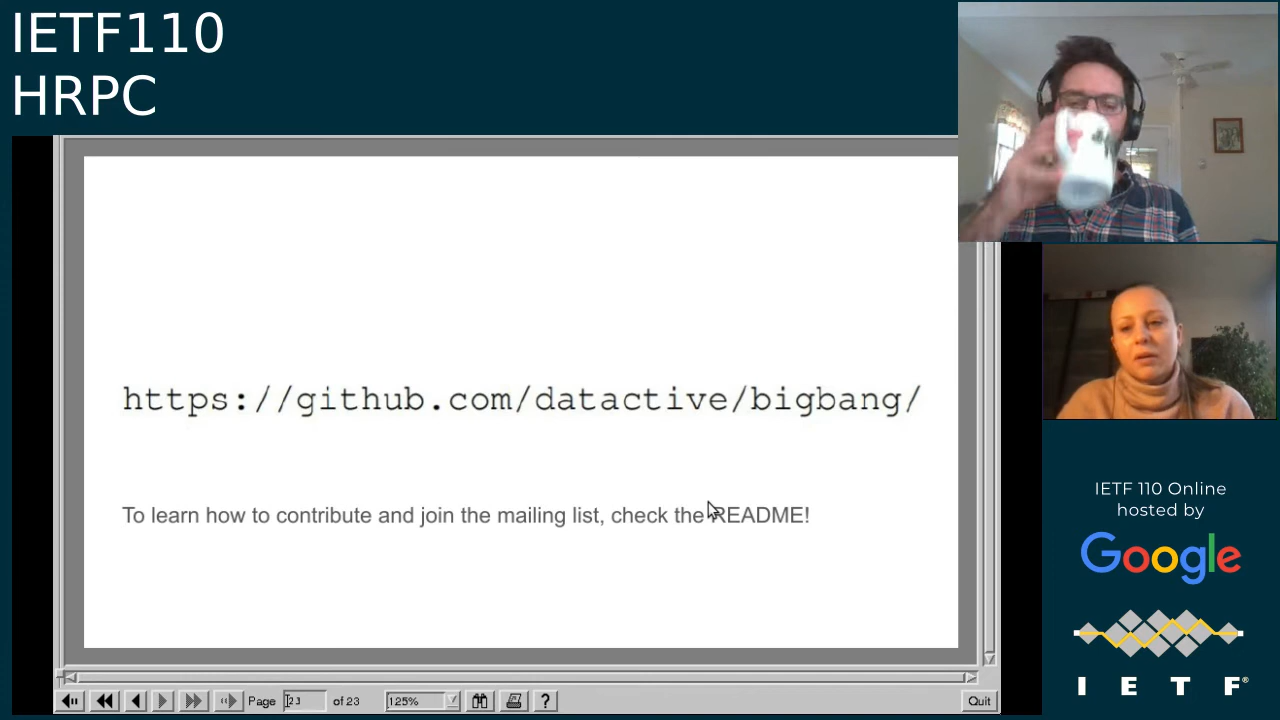 IETF110
HRPC
https://github.com/datactive/bigbang/
To learn how to contribute and join the mailing list, check the README!
Page 23 of 23 125% ? Quit
IETF 110 Online
hosted by
Google
I E T F®